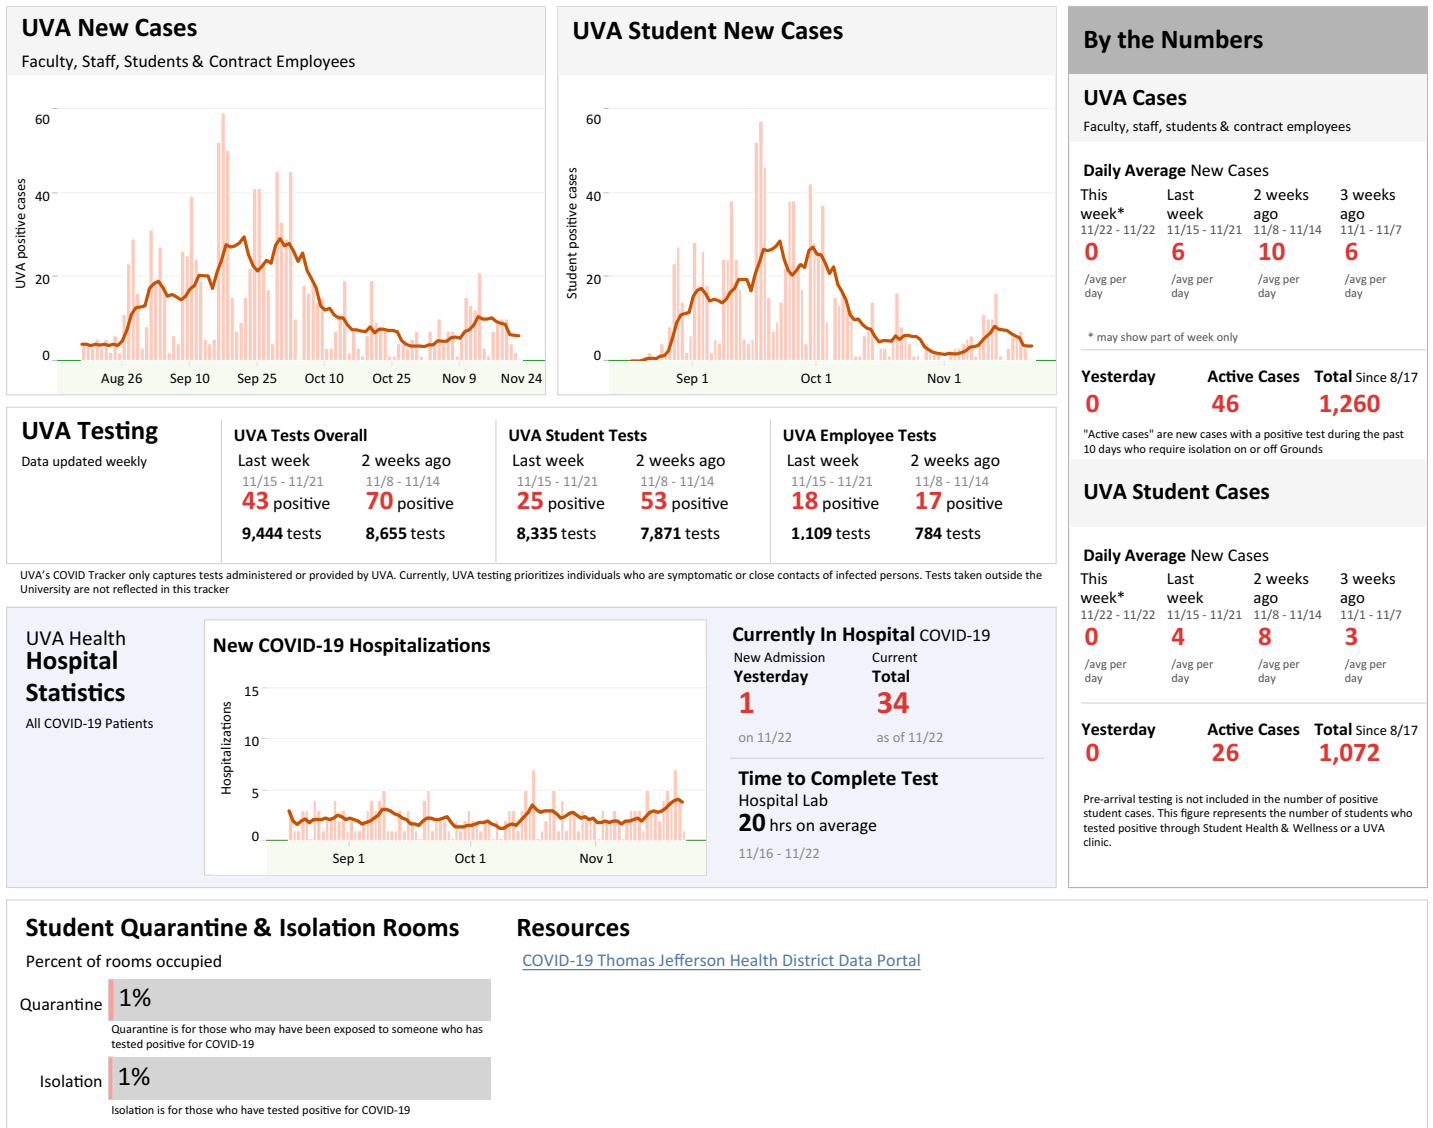 UVA New Cases
Faculty, Staff, Students & Contract Employees
UVA positive cases
60
40
20
0
Aug 26 Sep 10 Sep 25 Oct 10 Oct 25 Nov 9 Nov 24
UVA Student New Cases
Student positive cases
60
40
20
0
Sep 1 Oct 1 Nov 1
UVA Testing
Data updated weekly
UVA Tests Overall
Last week 2 weeks ago
11/15 - 11/21 11/8 - 11/14
43 positive 70 positive
9,444 tests 8,655 tests
UVA Student Tests
Last week 2 weeks ago
11/15 - 11/21 11/8 - 11/14
25 positive 53 positive
8,335 tests 7,871 tests
UVA Employee Tests
Last week 2 weeks ago
11/15 - 11/21 11/8 - 11/14
18 positive 17 positive
1,109 tests 784 tests
UVA's COVID Tracker only captures tests administered or provided by UVA. Currently, UVA testing prioritizes individuals who are symptomatic or close contacts of infected persons. Tests taken outside the
University are not reflected in this tracker
UVA Health
Hospital
Statistics
All COVID-19 Patients
New COVID-19 Hospitalizations
Hospitalizations
15
10
5
0
Sep 1 Oct 1 Nov 1
Currently In Hospital COVID-19
New Admission Current
Yesterday Total
1 34
on 11/22 as of 11/22
Time to Complete Test
Hospital Lab
20 hrs on average
11/16 - 11/22
By the Numbers
UVA Cases
Faculty, staff, students & contract employees
Daily Average New Cases
This Last 2 weeks 3 weeks
week* week ago ago
11/22 - 11/22 11/15 - 11/21 11/8 - 11/14 11/1 - 11/7
0 6 10 6
/avg per /avg per /avg per /avg per
day day day day
* may show part of week only
Yesterday Active Cases Total Since 8/17
0 46 1,260
"Active cases" are new cases with a positive test during the past
10 days who require isolation on or off Grounds
UVA Student Cases
Daily Average New Cases
This Last 2 weeks 3 weeks
week* week ago ago
11/22 - 11/22 11/15 - 11/21 11/8 - 11/14 11/1 - 11/7
0 4 8 3
/avg per /avg per /avg per /avg per
day day day day
Yesterday Active Cases Total Since 8/17
0 26 1,072
Pre-arrival testing is not included in the number of positive
student cases. This figure represents the number of students who
tested positive through Student Health & Wellness or a UVA
clinic.
Student Quarantine & Isolation Rooms
Percent of rooms occupied
Quarantine 1%
Quarantine is for those who may have been exposed to someone who has
tested positive for COVID-19
Isolation 1%
Isolation is for those who have tested positive for COVID-19
Resources
COVID-19 Thomas Jefferson Health District Data Portal